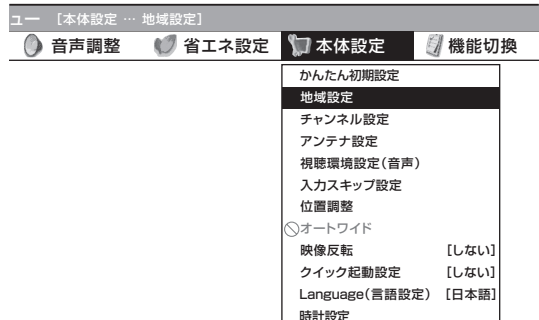 ュー [本体設定 … 地域設定]
音声調整 省エネ設定 本体設定 機能切換
かんたん初期設定
地域設定
チャンネル設定
アンテナ設定
視聴環境設定(音声)
入力スキップ設定
位置調整
オートワイド
映像反転 [しない]
クイック起動設定 [しない]
Language(言語設定) [日本語]
時計設定